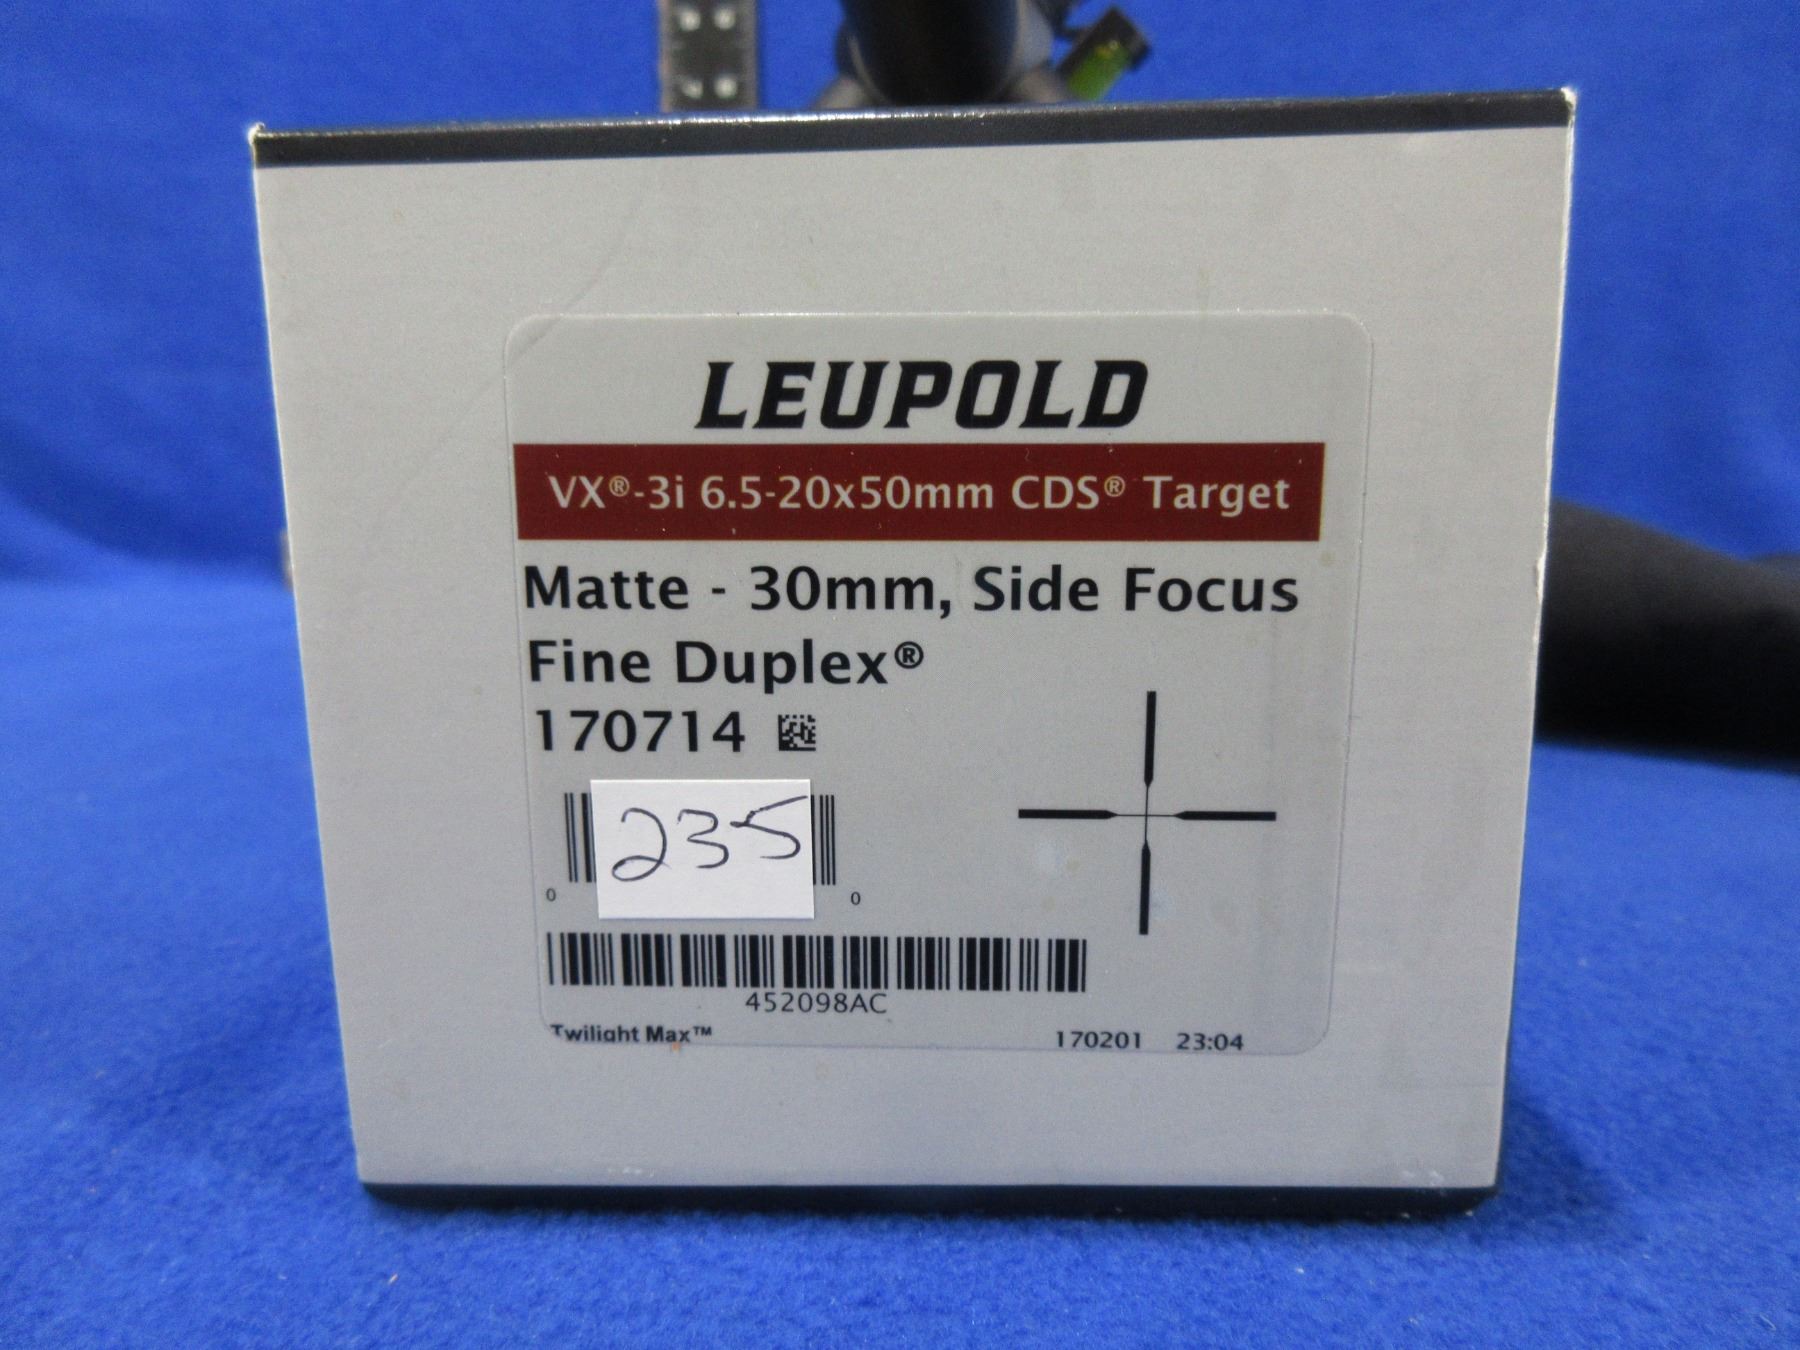 LEUPOLD
VX®-3i 6.5-20x50mm CDS® Target
Matte - 30mm, Side Focus
Fine Duplex®
170714
235
0 0
452098AC
Twilight Max™ 170201 23:04